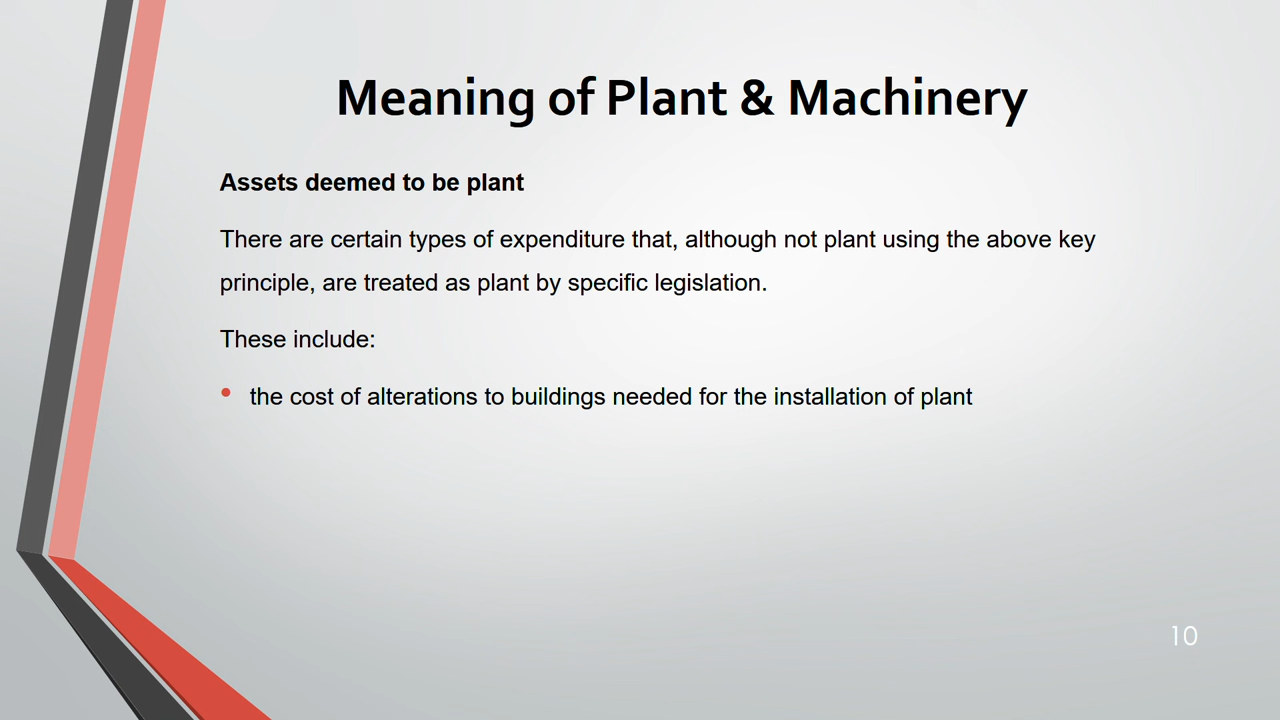 Meaning of Plant & Machinery
Assets deemed to be plant
There are certain types of expenditure that, although not plant using the above key
principle, are treated as plant by specific legislation.
These include:
• the cost of alterations to buildings needed for the installation of plant
10